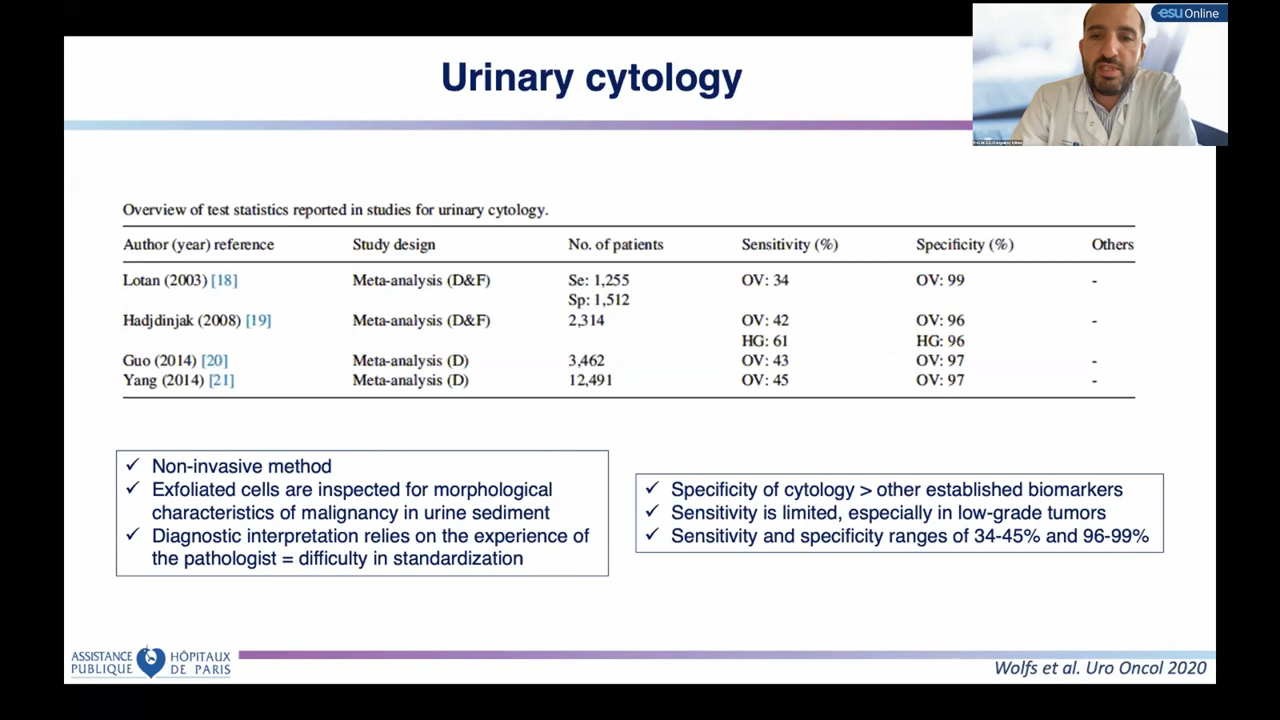 esu Online
Urinary cytology
Overview of test statistics reported in studies for urinary cytology.
Author (year) reference Study design No. of patients Sensitivity (%) Specificity (%) Others
Lotan (2003) [18] Meta-analysis (D&F) Se: 1,255 OV: 34 OV: 99 -
Sp: 1,512
Hadjdinjak (2008) [19] Meta-analysis (D&F) 2,314 OV: 42 OV: 96 -
HG: 61 HG: 96
Guo (2014) [20] Meta-analysis (D) 3,462 OV: 43 OV: 97 -
Yang (2014) [21] Meta-analysis (D) 12,491 OV: 45 OV: 97 -
✓ Non-invasive method
✓ Exfoliated cells are inspected for morphological
characteristics of malignancy in urine sediment
✓ Diagnostic interpretation relies on the experience of
the pathologist = difficulty in standardization
✓ Specificity of cytology > other established biomarkers
✓ Sensitivity is limited, especially in low-grade tumors
✓ Sensitivity and specificity ranges of 34-45% and 96-99%
ASSISTANCE HÔPITAUX
PUBLIQUE DE PARIS
Wolfs et al. Uro Oncol 2020